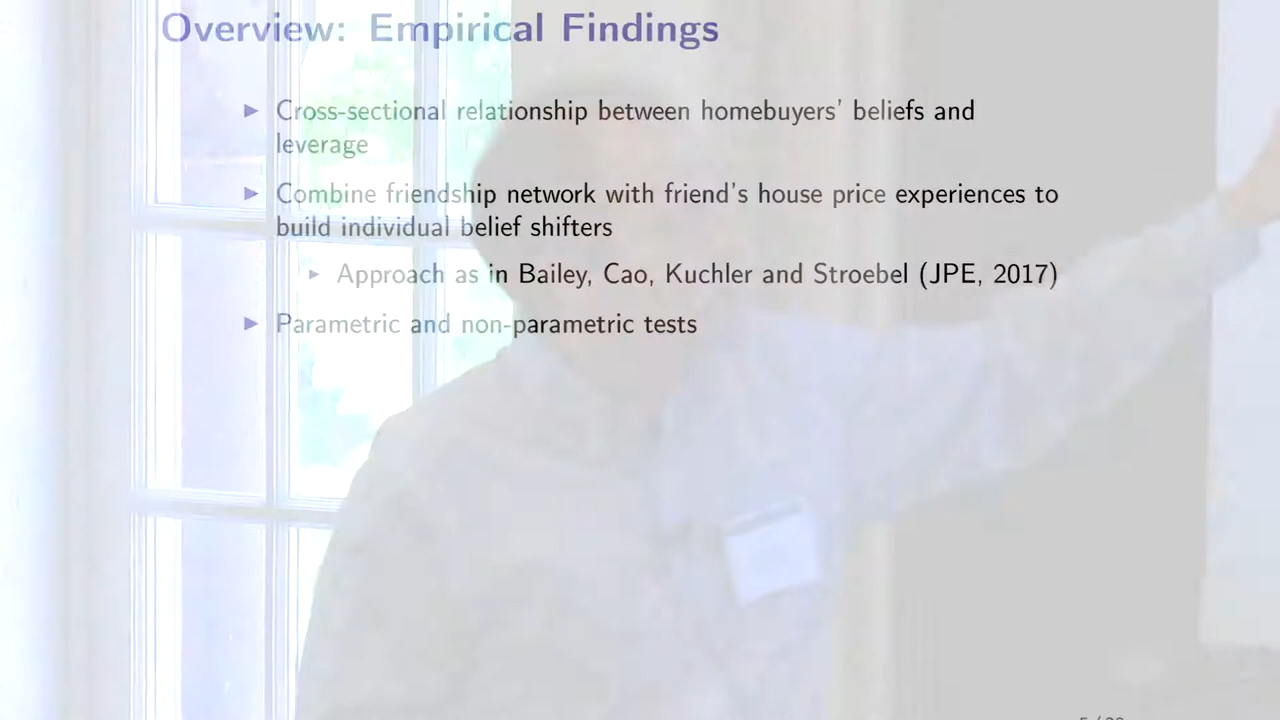 Overview: Empirical Findings
► Cross-sectional relationship between homebuyers' beliefs and
leverage
► Combine friendship network with friend's house price experiences to
build individual belief shifters
► Approach as in Bailey, Cao, Kuchler and Stroebel (JPE, 2017)
► Parametric and non-parametric tests